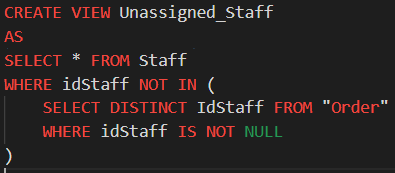 CREATE VIEW Unassigned_Staff
AS
SELECT * FROM Staff
WHERE idStaff NOT IN (
    SELECT DISTINCT IdStaff FROM "Order"
    WHERE idStaff IS NOT NULL
)